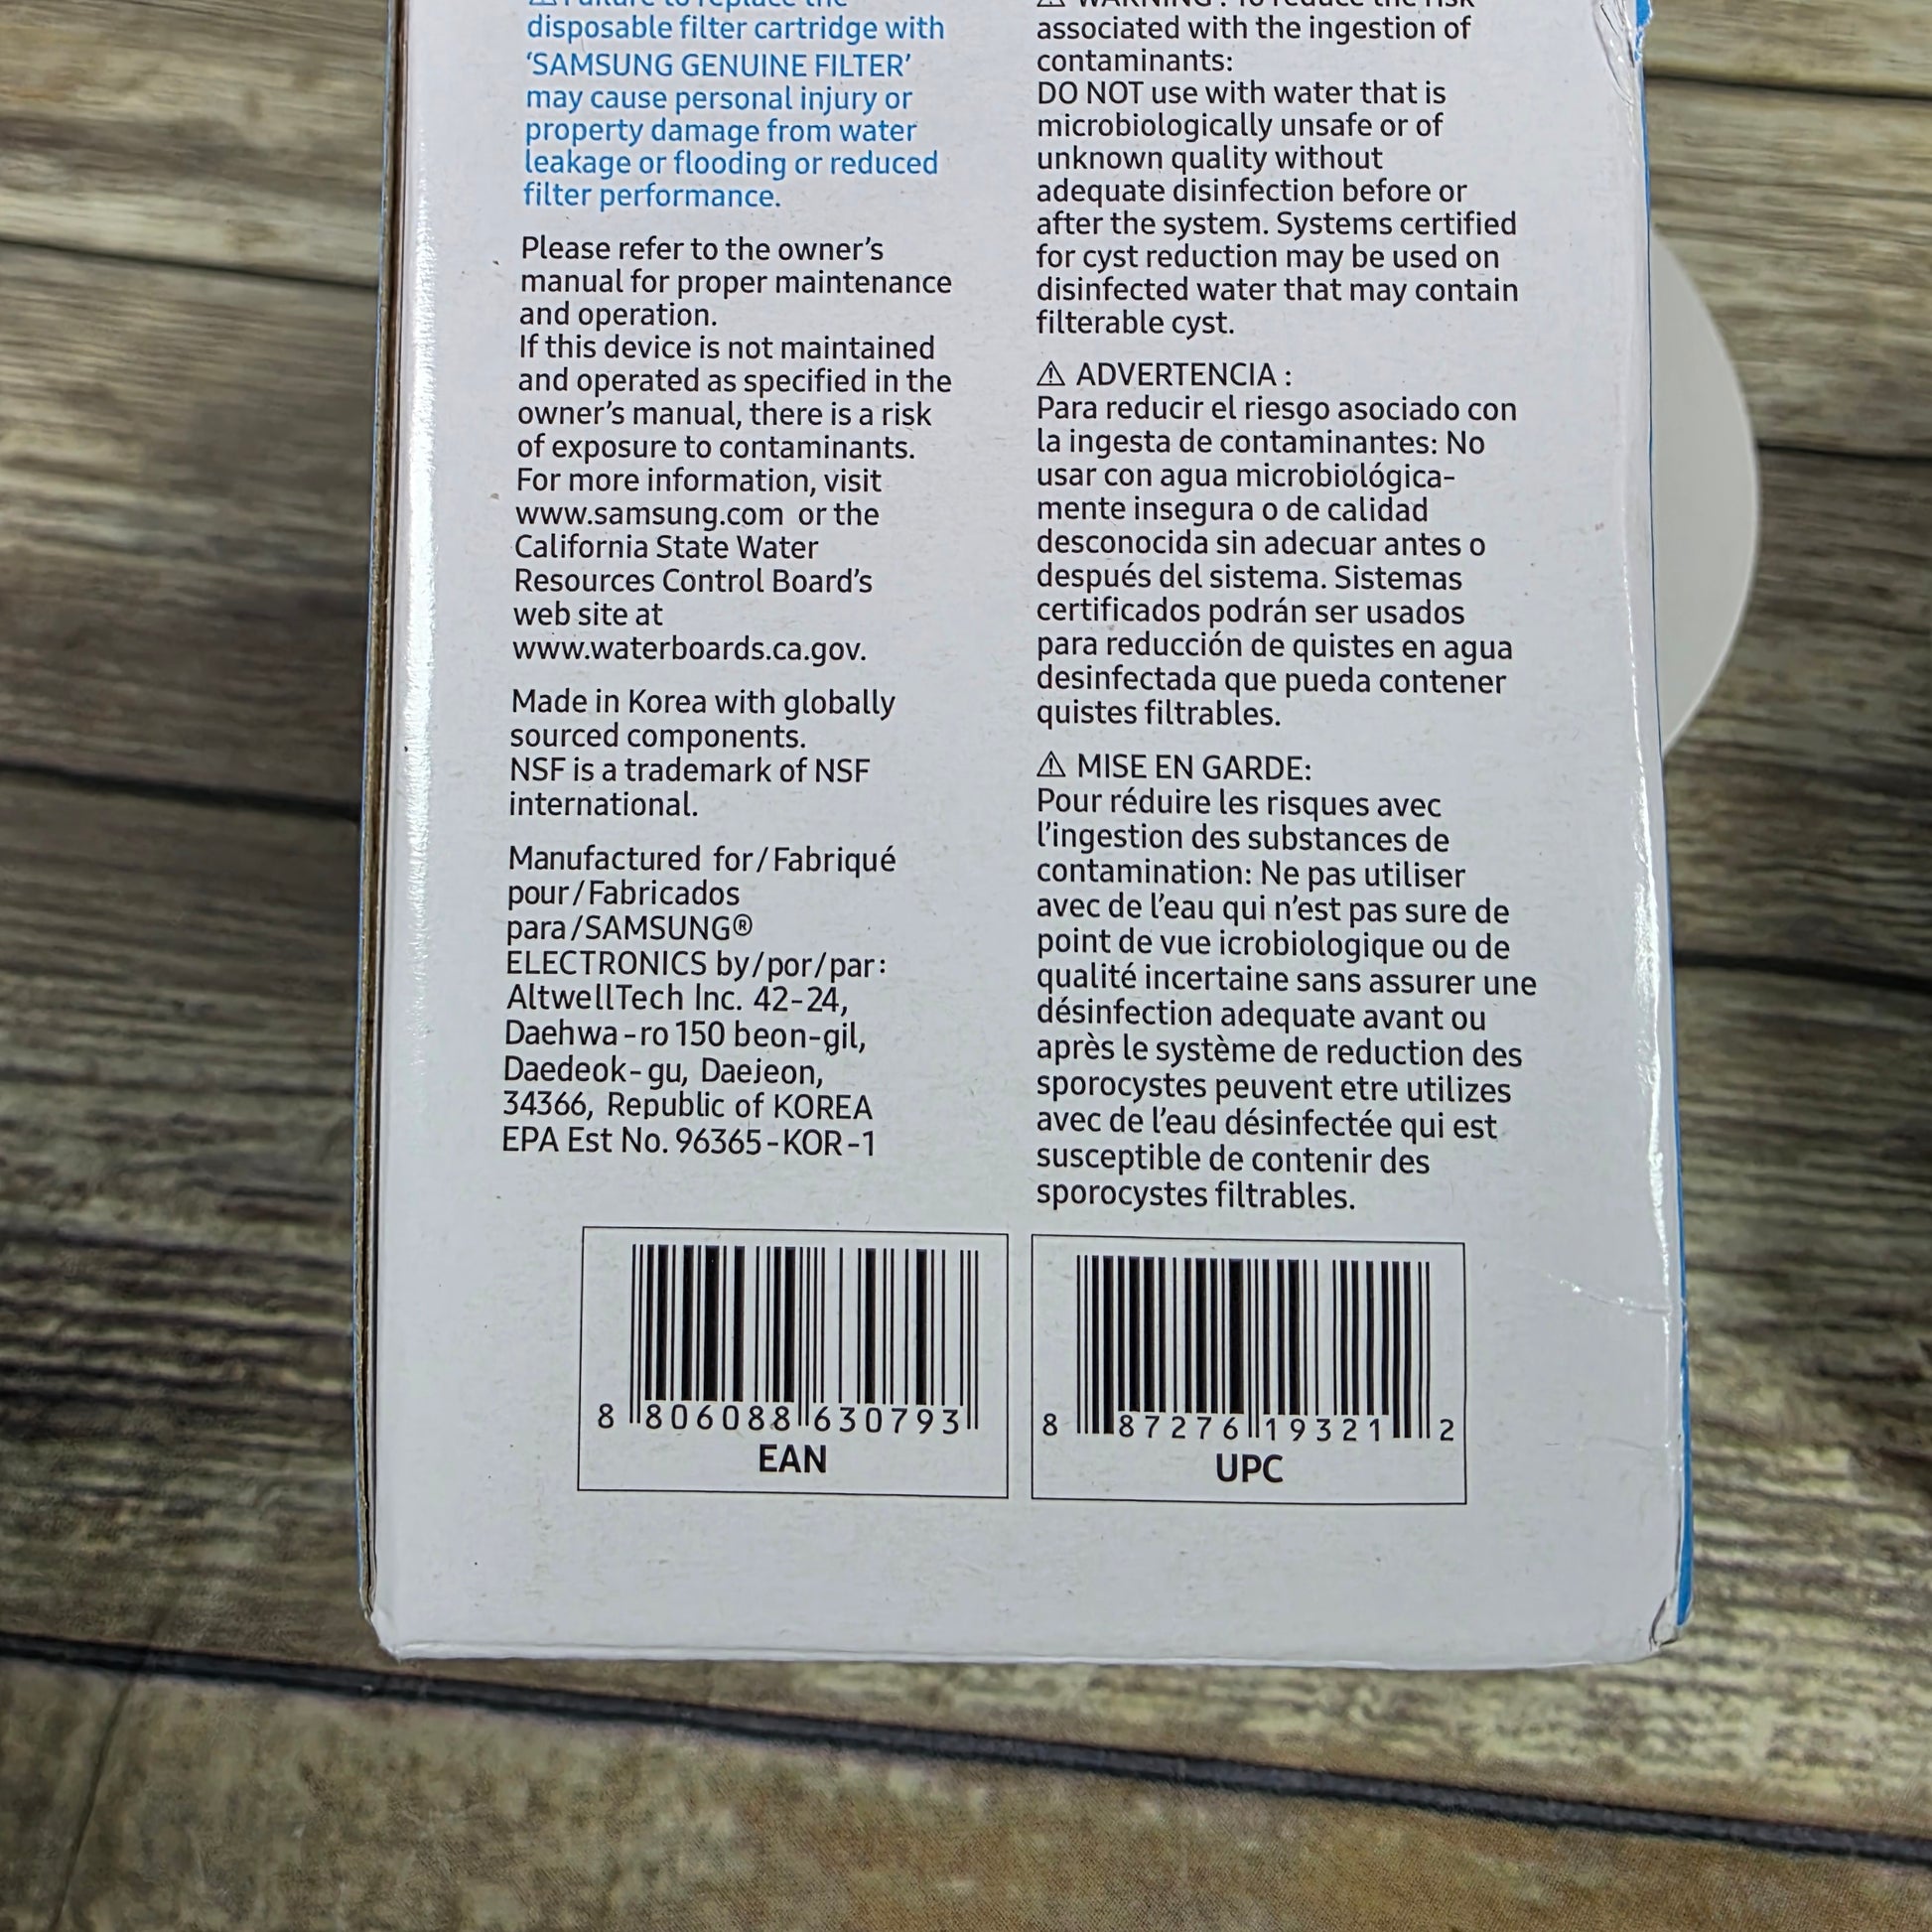 ⚠ Failure to replace the
disposable filter cartridge with
‘SAMSUNG GENUINE FILTER’
may cause personal injury or
property damage from water
leakage or flooding or reduced
filter performance.
Please refer to the owner’s
manual for proper maintenance
and operation.
If this device is not maintained
and operated as specified in the
owner’s manual, there is a risk
of exposure to contaminants.
For more information, visit
www.samsung.com or the
California State Water
Resources Control Board’s
web site at
www.waterboards.ca.gov.
Made in Korea with globally
sourced components.
NSF is a trademark of NSF
international.
Manufactured for/Fabriqué
pour/Fabricados
para/SAMSUNG®
ELECTRONICS by/por/par:
AltwellTech Inc. 42-24,
Daehwa-ro 150 beon-gil,
Daedeok-gu, Daejeon,
34366, Republic of KOREA
EPA Est No. 96365-KOR-1
⚠ WARNING : To reduce the risk
associated with the ingestion of
contaminants:
DO NOT use with water that is
microbiologically unsafe or of
unknown quality without
adequate disinfection before or
after the system. Systems certified
for cyst reduction may be used on
disinfected water that may contain
filterable cyst.
⚠ ADVERTENCIA :
Para reducir el riesgo asociado con
la ingesta de contaminantes: No
usar con agua microbiológica-
mente insegura o de calidad
desconocida sin adecuar antes o
después del sistema. Sistemas
certificados podrán ser usados
para reducción de quistes en agua
desinfectada que pueda contener
quistes filtrables.
⚠ MISE EN GARDE:
Pour réduire les risques avec
l’ingestion des substances de
contamination: Ne pas utiliser
avec de l’eau qui n’est pas sure de
point de vue icrobiologique ou de
qualité incertaine sans assurer une
désinfection adequate avant ou
après le système de reduction des
sporocystes peuvent etre utilizes
avec de l’eau désinfectée qui est
susceptible de contenir des
sporocystes filtrables.
8 806088 630793
EAN
8 87276 19321 2
UPC